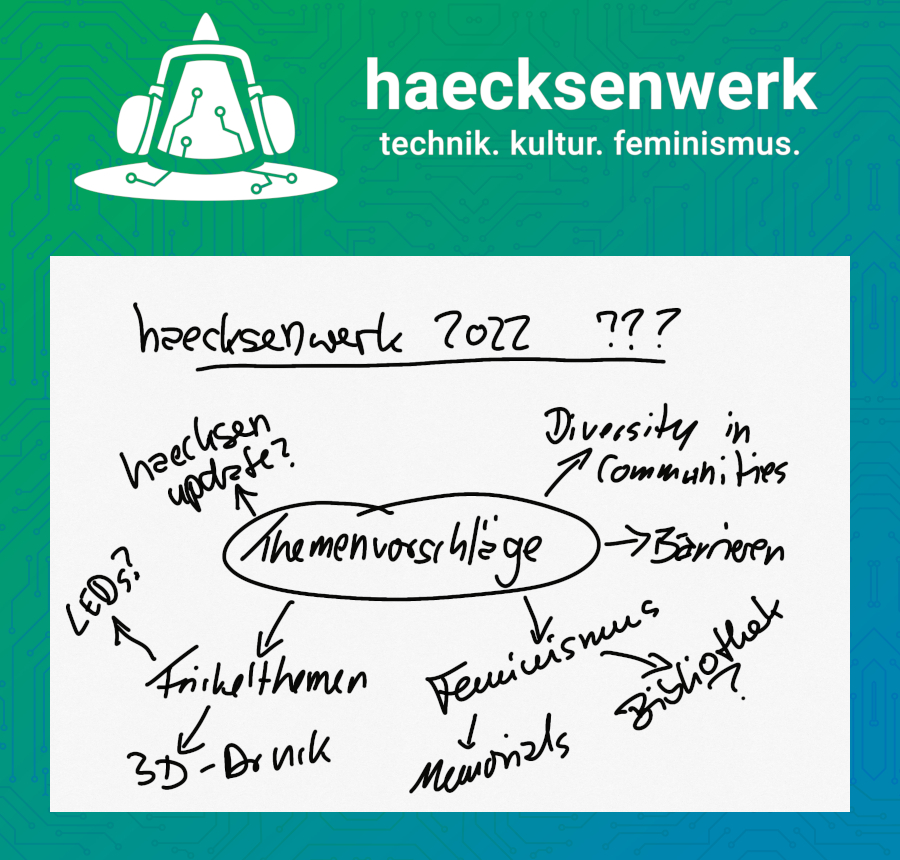 haecksenwerk
technik. kultur. feminismus.
haecksenwerk 2022 ???
haecksen
update?
Diversity in
Communities
Themenvorschläge
Barrieren
LEDs?
Frikelthemen
3D-Druck
Feminismus
Bibliothek
?
Memorials